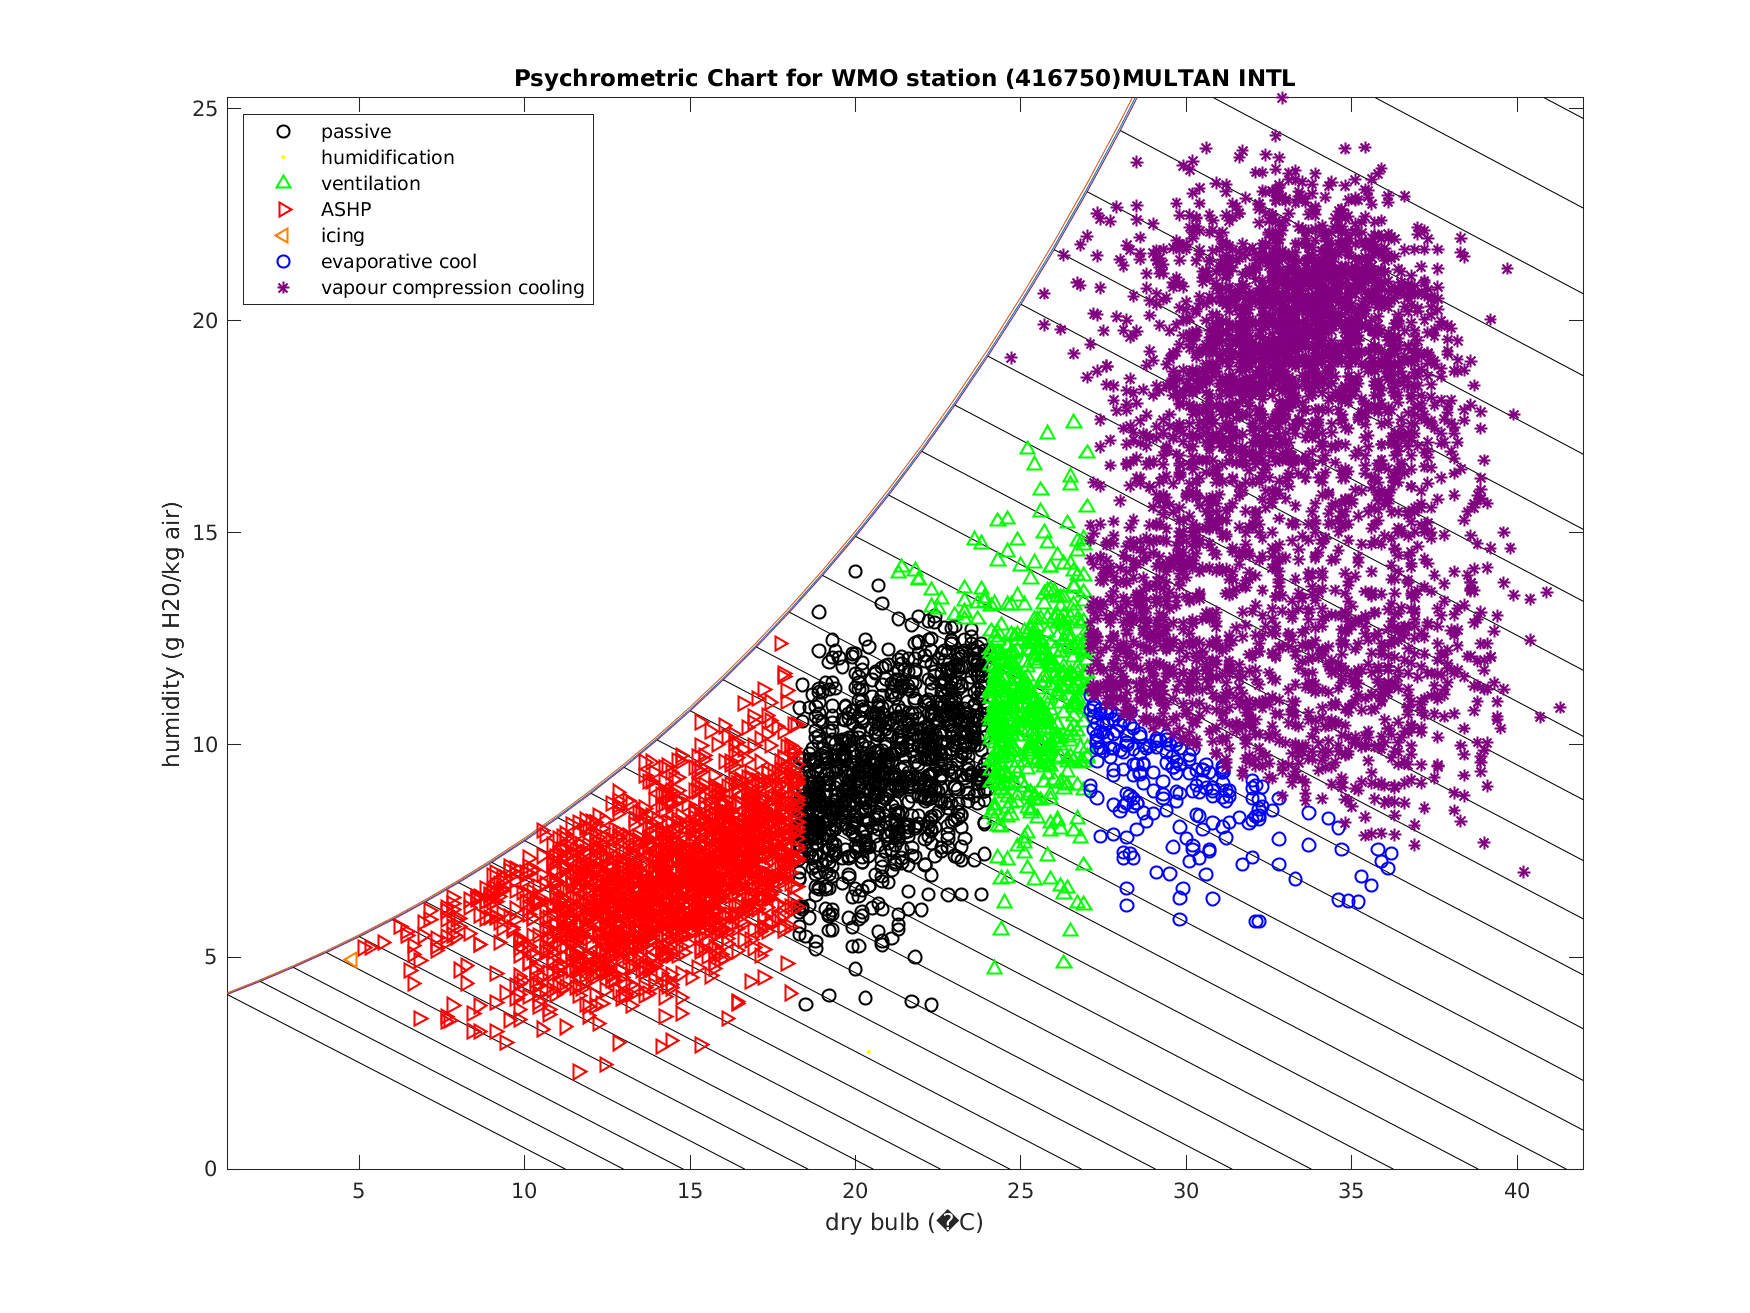 Psychrometric Chart for WMO station (416750)MULTAN INTL
passive
humidification
ventilation
ASHP
icing
evaporative cool
vapour compression cooling
humidity (g H20/kg air)
25
20
15
10
5
0
5 10 15 20 25 30 35 40
dry bulb (�C)